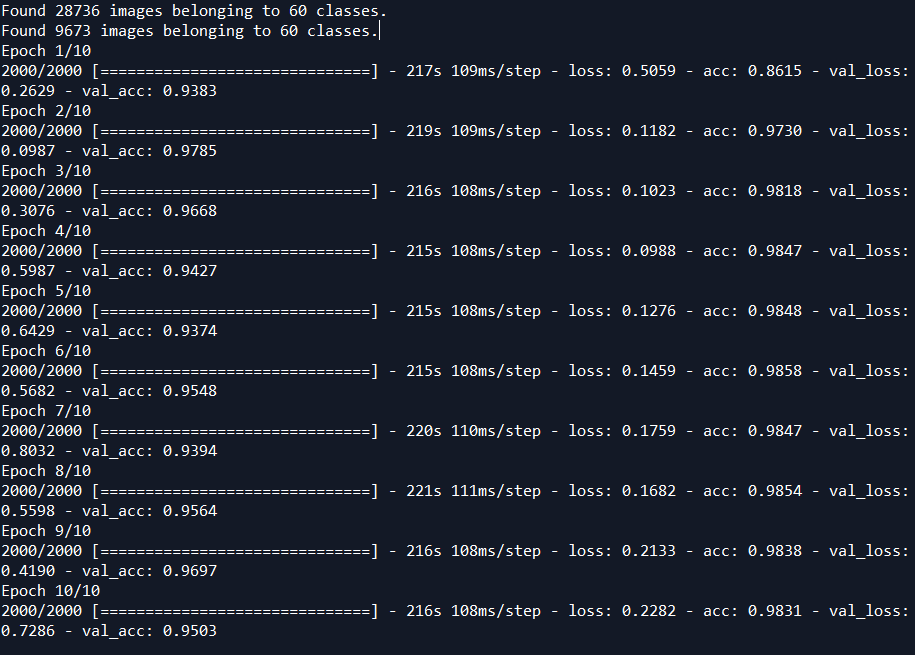 Found 28736 images belonging to 60 classes.
Found 9673 images belonging to 60 classes.
Epoch 1/10
2000/2000 [==============================] - 217s 109ms/step - loss: 0.5059 - acc: 0.8615 - val_loss:
0.2629 - val_acc: 0.9383
Epoch 2/10
2000/2000 [==============================] - 219s 109ms/step - loss: 0.1182 - acc: 0.9730 - val_loss:
0.0987 - val_acc: 0.9785
Epoch 3/10
2000/2000 [==============================] - 216s 108ms/step - loss: 0.1023 - acc: 0.9818 - val_loss:
0.3076 - val_acc: 0.9668
Epoch 4/10
2000/2000 [==============================] - 215s 108ms/step - loss: 0.0988 - acc: 0.9847 - val_loss:
0.5987 - val_acc: 0.9427
Epoch 5/10
2000/2000 [==============================] - 215s 108ms/step - loss: 0.1276 - acc: 0.9848 - val_loss:
0.6429 - val_acc: 0.9374
Epoch 6/10
2000/2000 [==============================] - 215s 108ms/step - loss: 0.1459 - acc: 0.9858 - val_loss:
0.5682 - val_acc: 0.9548
Epoch 7/10
2000/2000 [==============================] - 220s 110ms/step - loss: 0.1759 - acc: 0.9847 - val_loss:
0.8032 - val_acc: 0.9394
Epoch 8/10
2000/2000 [==============================] - 221s 111ms/step - loss: 0.1682 - acc: 0.9854 - val_loss:
0.5598 - val_acc: 0.9564
Epoch 9/10
2000/2000 [==============================] - 216s 108ms/step - loss: 0.2133 - acc: 0.9838 - val_loss:
0.4190 - val_acc: 0.9697
Epoch 10/10
2000/2000 [==============================] - 216s 108ms/step - loss: 0.2282 - acc: 0.9831 - val_loss:
0.7286 - val_acc: 0.9503